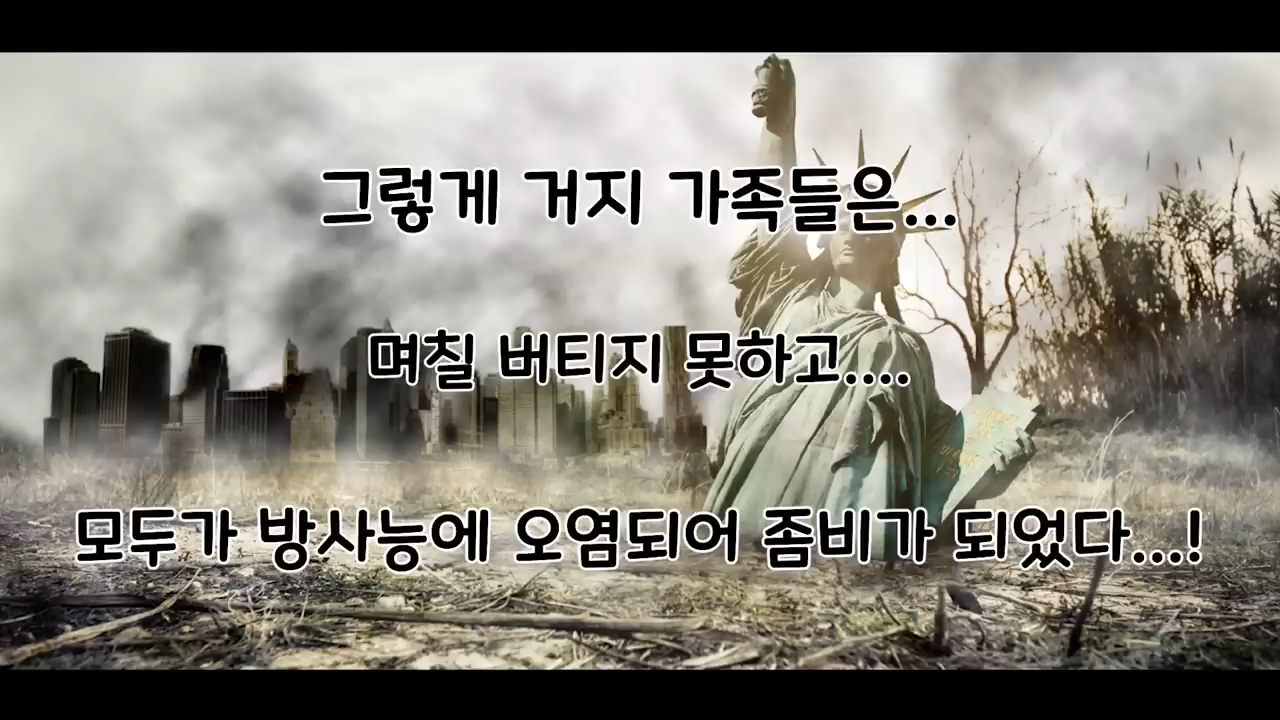 그렇게 거지 가족들은...
며칠 버티지 못하고....
모두가 방사능에 오염되어 좀비가 되었다...!